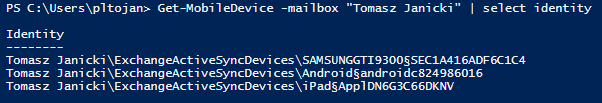 PS C:\Users\pltojan> Get-MobileDevice -mailbox "Tomasz Janicki" | select identity
Identity
--------
Tomasz Janicki\ExchangeActiveSyncDevices\SAMSUNGGTI9300§SEC1A416ADF6C1C4
Tomasz Janicki\ExchangeActiveSyncDevices\Android§androidc824986016
Tomasz Janicki\ExchangeActiveSyncDevices\iPad§ApplDN6G3C66DKNV